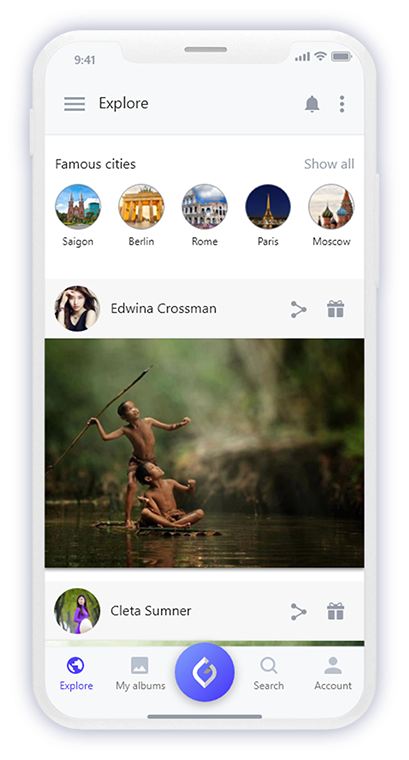 9:41
Explore
Famous cities Show all
Saigon Berlin Rome Paris Moscow
Edwina Crossman
Cleta Sumner
Explore My albums Search Account